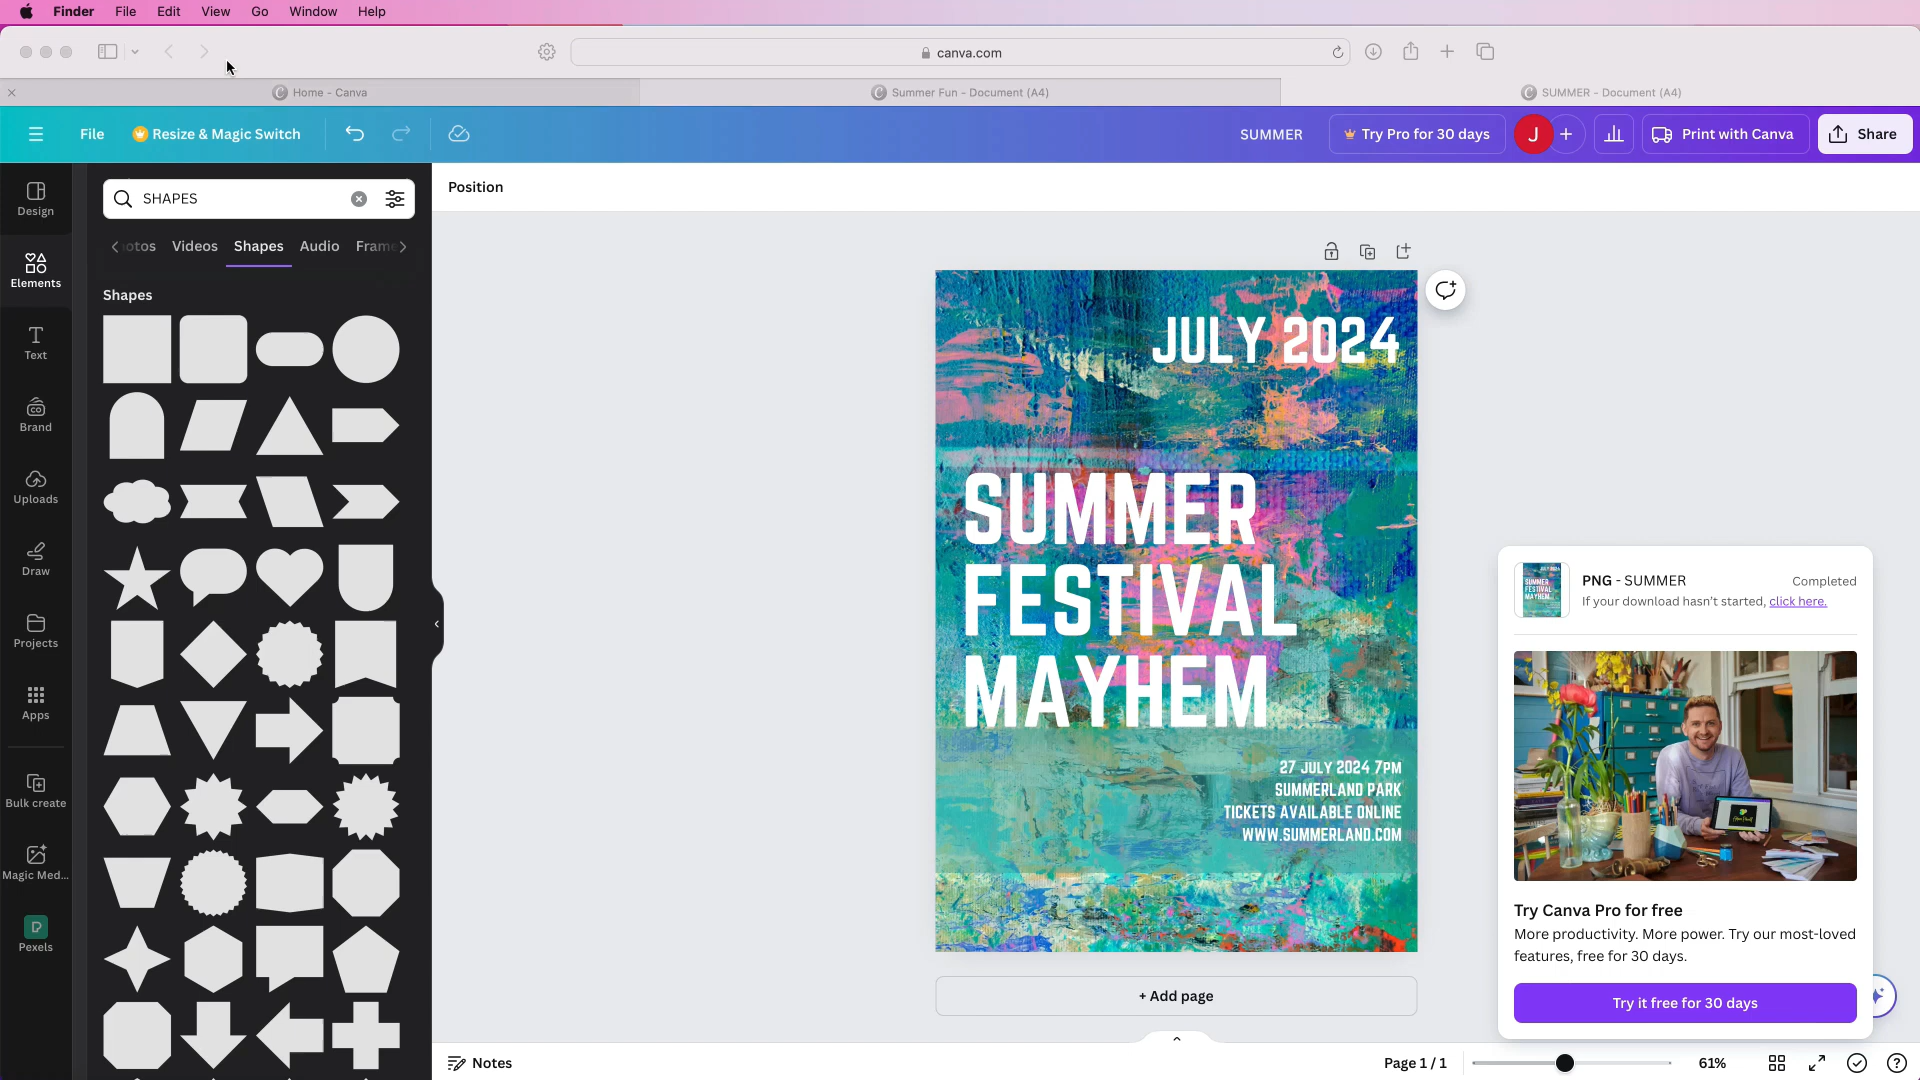 Finder File Edit View Go Window Help
canva.com
Home - Canva
Summer Fun - Document (A4)
SUMMER - Document (A4)
File
Resize & Magic Switch
SUMMER
Try Pro for 30 days
J
Print with Canva
Share
Design
Elements
Text
Brand
Uploads
Draw
Projects
Apps
Bulk create
Magic Med...
Pexels
SHAPES
otos Videos Shapes Audio Fram
Shapes
Position
JULY 2024
SUMMER
FESTIVAL
MAYHEM
27 JULY 2024 7PM
SUMMERLAND PARK
TICKETS AVAILABLE ONLINE
WWW.SUMMERLAND.COM
+ Add page
PNG - SUMMER
Completed
If your download hasn't started, click here.
Try Canva Pro for free
More productivity. More power. Try our most-loved
features, free for 30 days.
Try it free for 30 days
Notes
Page 1 / 1
61%